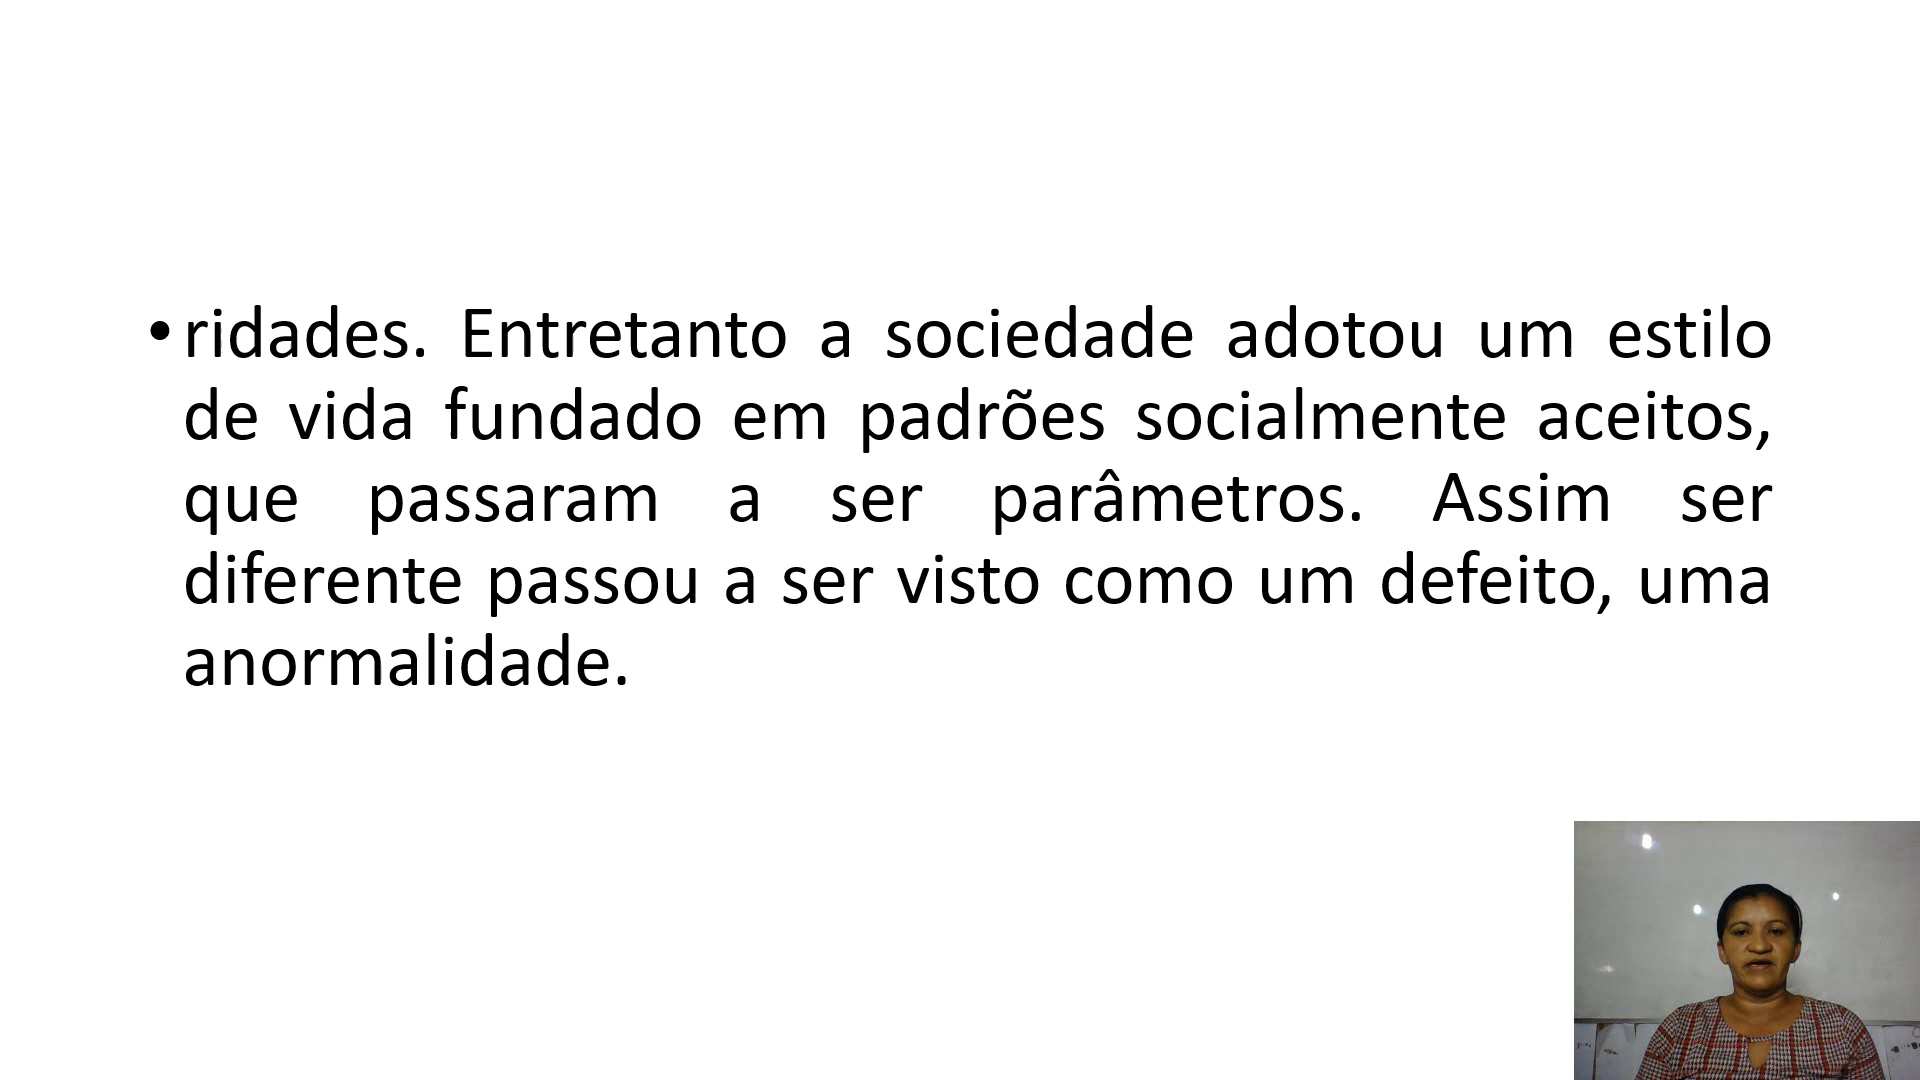 • ridades. Entretanto a sociedade adotou um estilo
de vida fundado em padrões socialmente aceitos,
que passaram a ser parâmetros. Assim ser
diferente passou a ser visto como um defeito, uma
anormalidade.